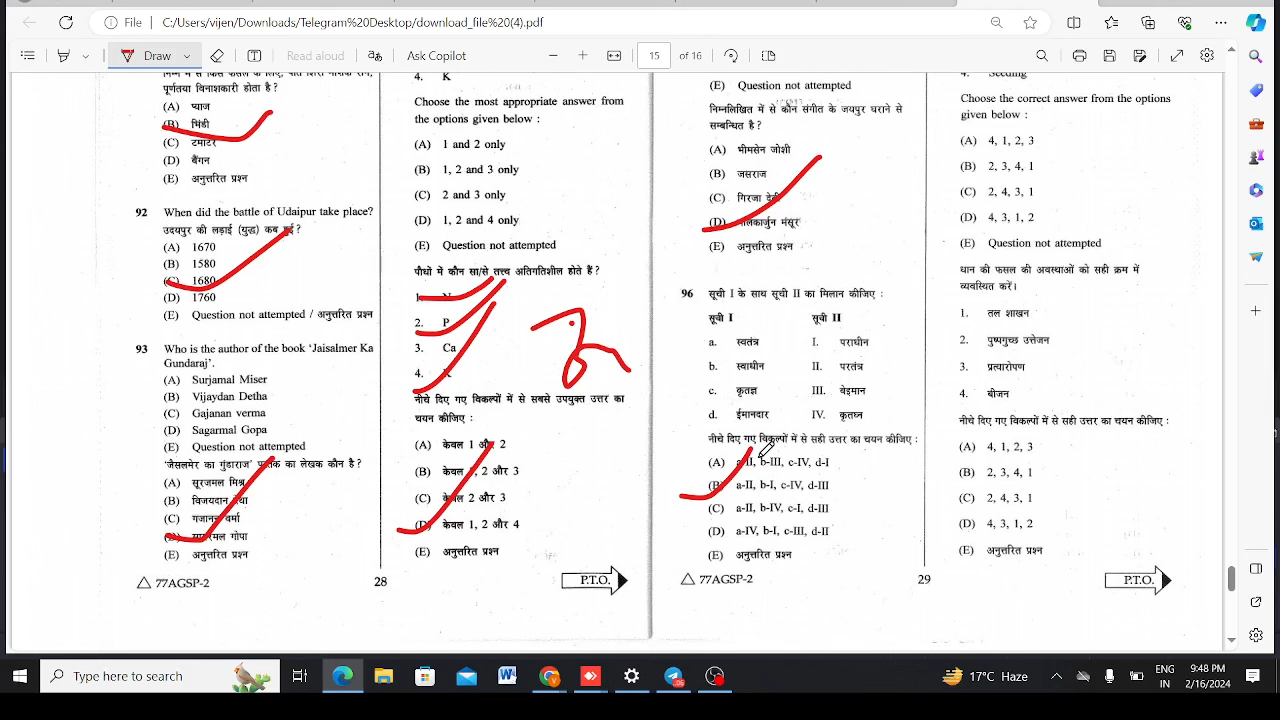 File C:/Users/vijen/Downloads/Telegram%20Desktop/download_file%20(4).pdf
Draw
Read aloud
Ask Copilot
15 of 16
पूर्णतया विनाशकारी होता है ?
(A) प्याज
(B) भिंडी
(C) टमाटर
(D) बैंगन
(E) अनुत्तरित प्रश्न
92 When did the battle of Udaipur take place?
उदयपुर की लड़ाई (युद्ध) कब हुई ?
(A) 1670
(B) 1580
(C) 1680
(D) 1760
(E) Question not attempted / अनुत्तरित प्रश्न
93 Who is the author of the book 'Jaisalmer Ka
Gundaraj'.
(A) Surjamal Miser
(B) Vijaydan Detha
(C) Gajanan verma
(D) Sagarmal Gopa
(E) Question not attempted
'जैसलमेर का गुंडाराज' पुस्तक का लेखक कौन है ?
(A) सूरजमल मिश्र
(B) विजयदान देथा
(C) गजानन वर्मा
(D) सागरमल गोपा
(E) अनुत्तरित प्रश्न
△ 77AGSP-2
4. K
Choose the most appropriate answer from
the options given below :
(A) 1 and 2 only
(B) 1, 2 and 3 only
(C) 2 and 3 only
(D) 1, 2 and 4 only
(E) Question not attempted
पौधों में कौन सा/से तत्त्व अतिगतिशील होते हैं ?
1. N
2. P
3. Ca
4. K
नीचे दिए गए विकल्पों में से सबसे उपयुक्त उत्तर का
चयन कीजिए :
(A) केवल 1 और 2
(B) केवल 1, 2 और 3
(C) केवल 2 और 3
(D) केवल 1, 2 और 4
(E) अनुत्तरित प्रश्न
28
P.T.O.
(E) Question not attempted
निम्नलिखित में से कौन संगीत के जयपुर घराने से
सम्बन्धित है ?
(A) भीमसेन जोशी
(B) जसराज
(C) गिरजा देवी
(D) मालकार्जुन मंसूर
(E) अनुत्तरित प्रश्न
96 सूची I के साथ सूची II का मिलान कीजिए :
सूची I सूची II
a. स्वतंत्र I. पराधीन
b. स्वाधीन II. परतंत्र
c. कृतज्ञ III. बेइमान
d. ईमानदार IV. कृतघ्न
नीचे दिए गए विकल्पों में से सही उत्तर का चयन कीजिए :
(A) a-II, b-III, c-IV, d-I
(B) a-II, b-I, c-IV, d-III
(C) a-II, b-IV, c-I, d-III
(D) a-IV, b-I, c-III, d-II
(E) अनुत्तरित प्रश्न
△ 77AGSP-2
4. Seeding
Choose the correct answer from the options
given below :
(A) 4, 1, 2, 3
(B) 2, 3, 4, 1
(C) 2, 4, 3, 1
(D) 4, 3, 1, 2
(E) Question not attempted
धान की फसल की अवस्थाओं को सही क्रम में
व्यवस्थित करें।
1. तल शाखन
2. पुष्पगुच्छ उत्तेजन
3. प्रत्यारोपण
4. बीजन
नीचे दिए गए विकल्पों में से सही उत्तर का चयन कीजिए :
(A) 4, 1, 2, 3
(B) 2, 3, 4, 1
(C) 2, 4, 3, 1
(D) 4, 3, 1, 2
(E) अनुत्तरित प्रश्न
29
P.T.O.
Type here to search
17°C Haze
ENG
IN
9:48 PM
2/16/2024